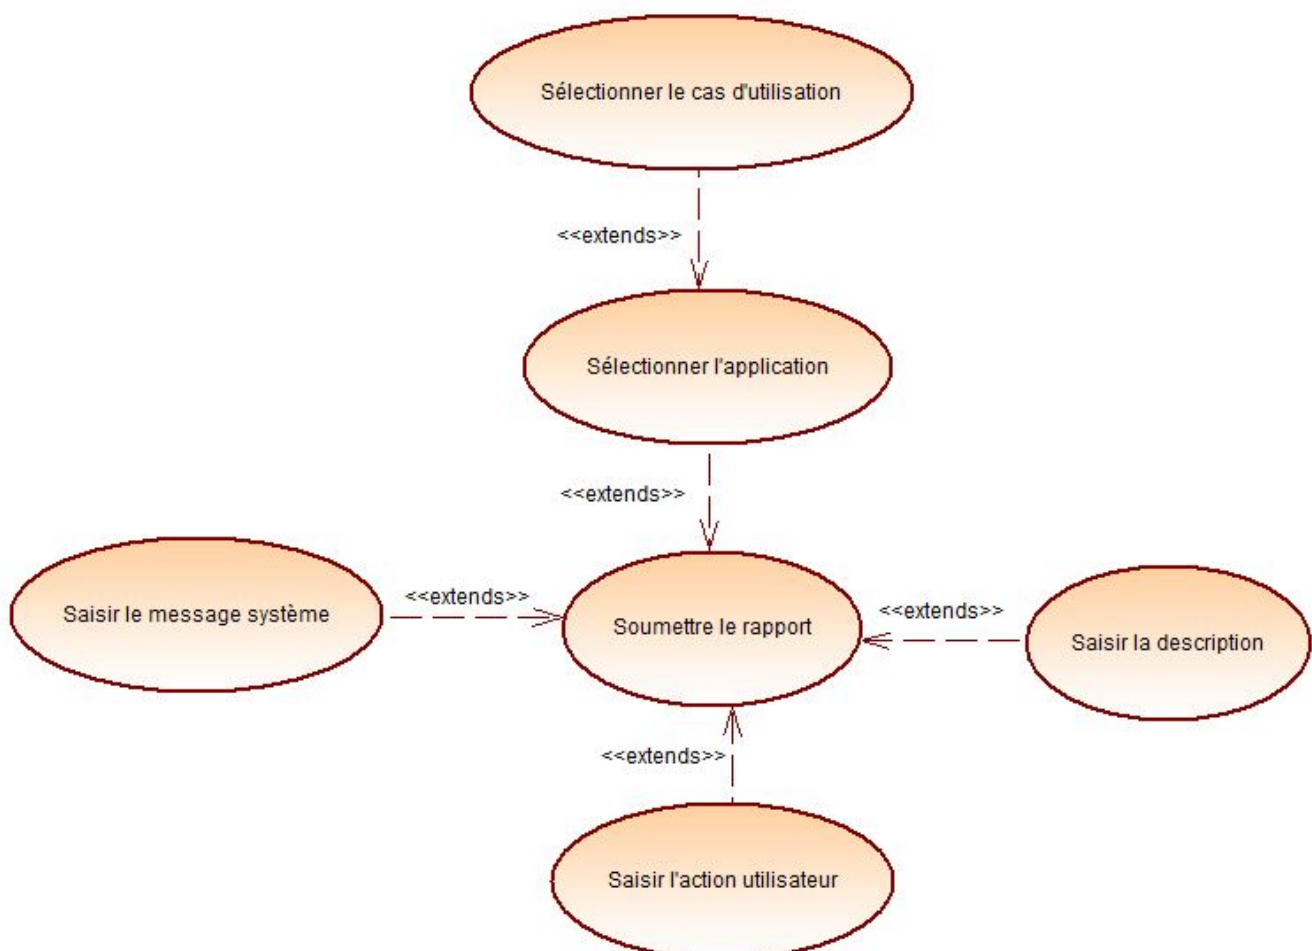 Sélectionner le cas d'utilisation
<<extends>>
Sélectionner l'application
<<extends>>
Saisir le message système
<<extends>>
Soumettre le rapport
<<extends>>
Saisir la description
<<extends>>
Saisir l'action utilisateur